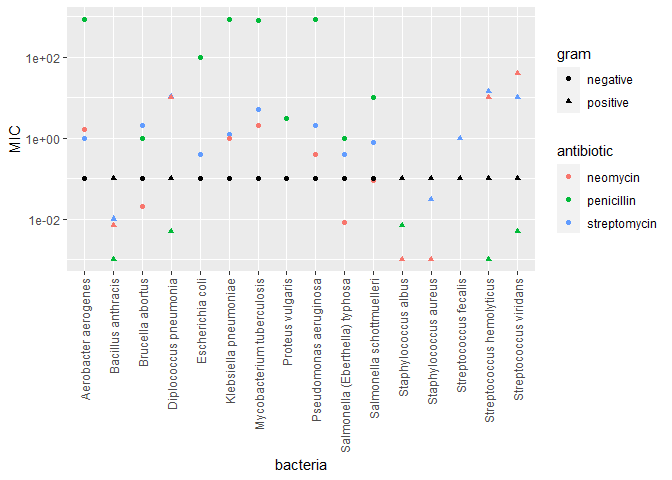 MIC
1e+02
1e+00
1e-02
Aerobacter aerogenes
Bacillus anthracis
Brucella abortus
Diplococcus pneumonia
Escherichia coli
Klebsiella pneumoniae
Mycobacterium tuberculosis
Proteus vulgaris
Pseudomonas aeruginosa
Salmonella (Eberthella) typhosa
Salmonella schottmuelleri
Staphylococcus albus
Staphylococcus aureus
Streptococcus fecalis
Streptococcus hemolyticus
Streptococcus viridans
bacteria
gram
negative
positive
antibiotic
neomycin
penicillin
streptomycin